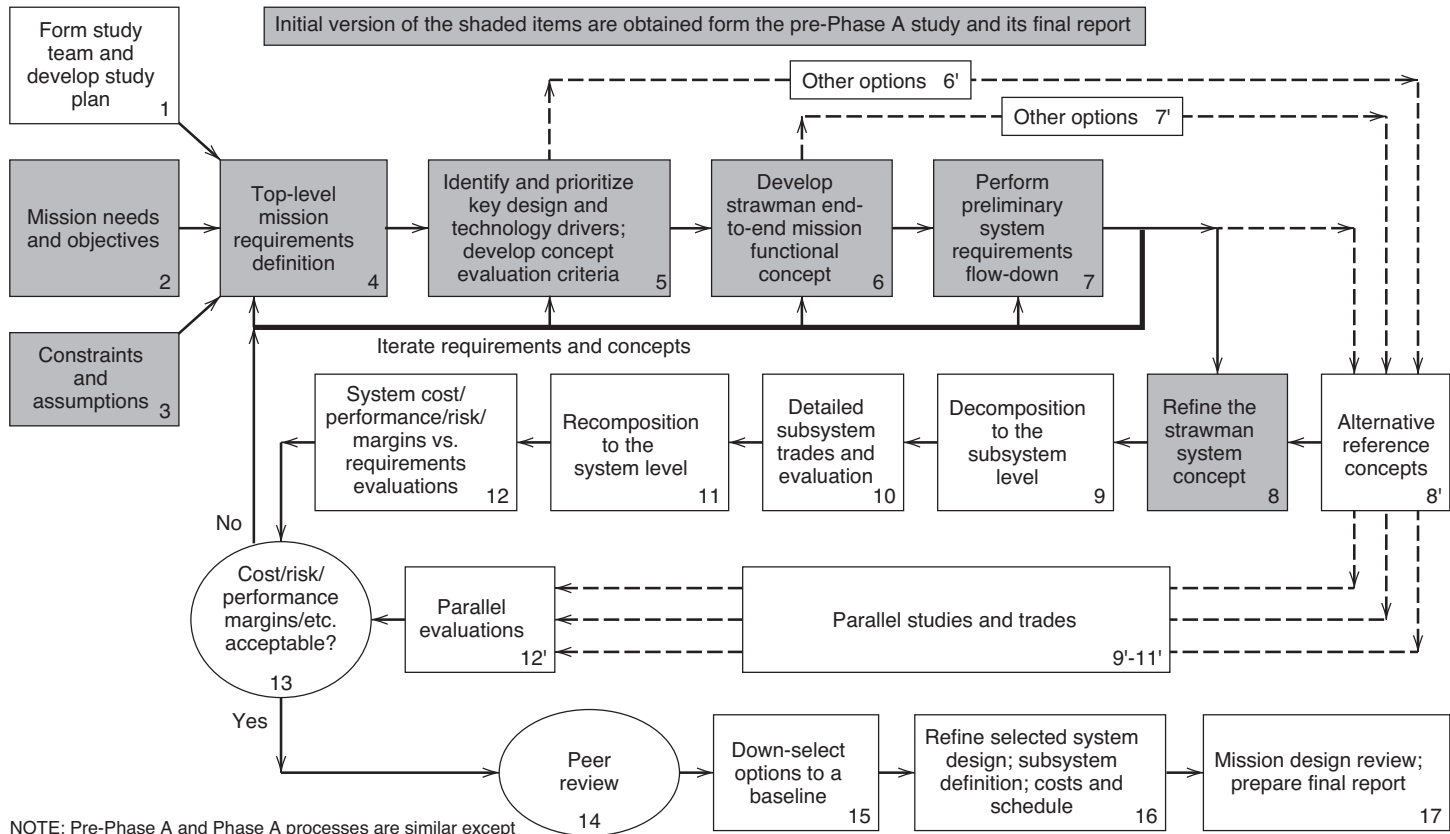 Initial version of the shaded items are obtained form the pre-Phase A study and its final report
Form study
team and
develop study
plan
1
Other options 6'
Other options 7'
Mission needs
and objectives
2
Top-level
mission
requirements
definition
4
Identify and prioritize
key design and
technology drivers;
develop concept
evaluation criteria
5
Develop
strawman end-
to-end mission
functional
concept
6
Perform
preliminary
system
requirements
flow-down
7
Constraints
and
assumptions
3
Iterate requirements and concepts
System cost/
performance/risk/
margins vs.
requirements
evaluations
12
Recomposition
to the
system level
11
Detailed
subsystem
trades and
evaluation
10
Decomposition
to the
subsystem
level
9
Refine the
strawman
system
concept
8
Alternative
reference
concepts
8'
No
Cost/risk/
performance
margins/etc.
acceptable?
13
Parallel
evaluations
12'
Parallel studies and trades
9'-11'
Yes
Peer
review
14
Down-select
options to a
baseline
15
Refine selected system
design; subsystem
definition; costs and
schedule
16
Mission design review;
prepare final report
17
NOTE: Pre-Phase A and Phase A processes are similar except